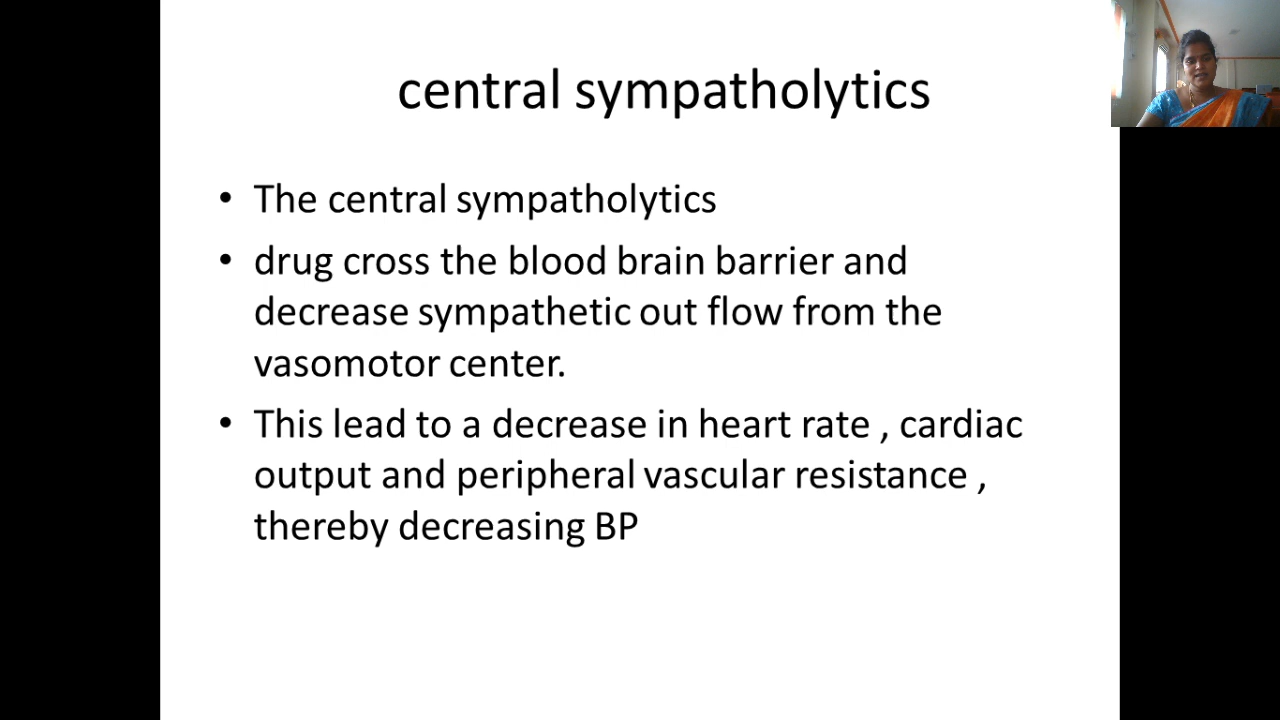 central sympatholytics
• The central sympatholytics
• drug cross the blood brain barrier and
decrease sympathetic out flow from the
vasomotor center.
• This lead to a decrease in heart rate , cardiac
output and peripheral vascular resistance ,
thereby decreasing BP